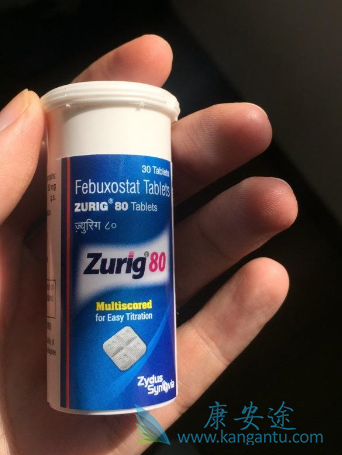 30 Tablets
Febuxostat Tablets
ZURIG® 80 Tablets
ज़्युरिग ८०
Zurig® 80
Multiscored
for Easy Titration
Zydus
Synovia
康安途
www.kangantu.com